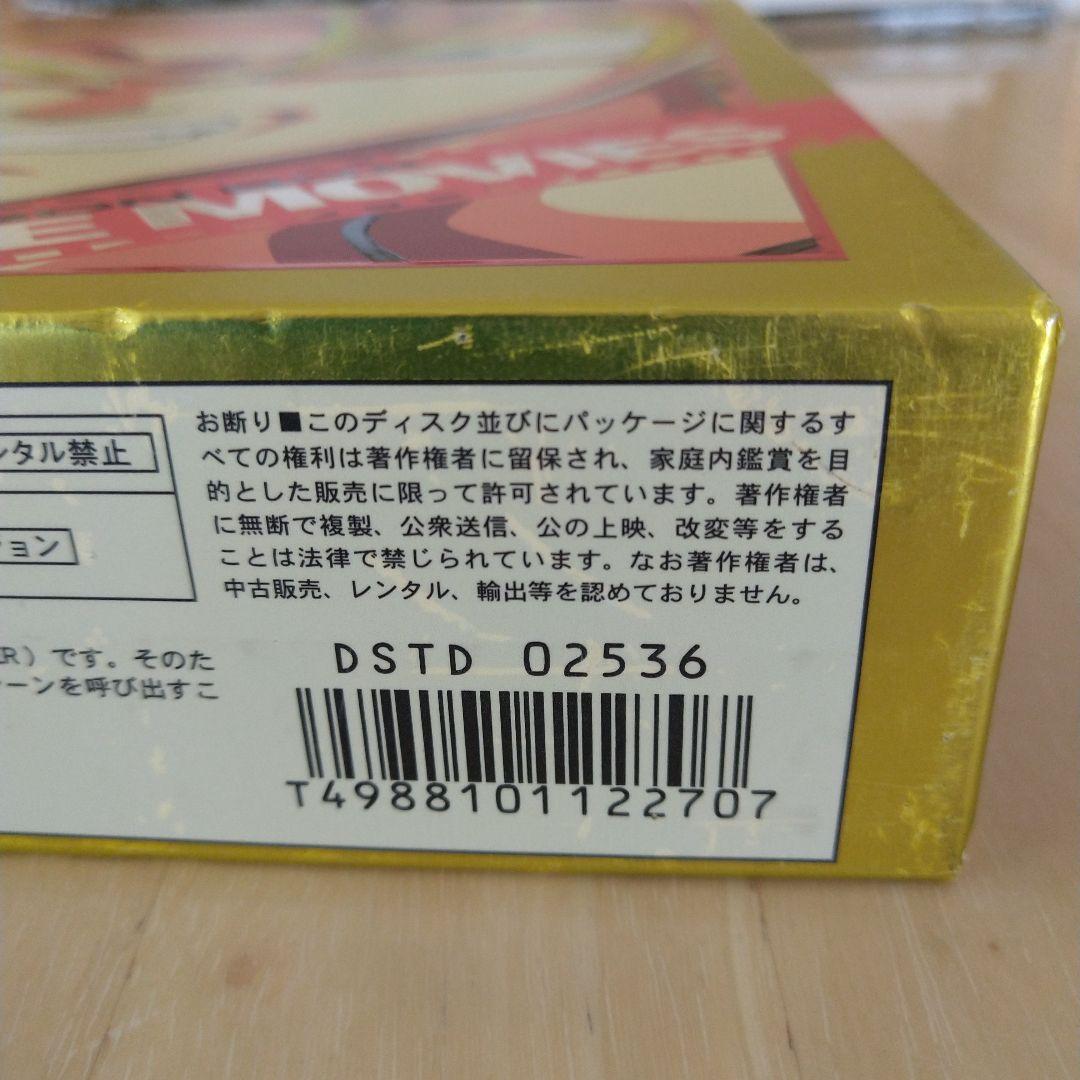 MOVIES
ンタル禁止
お断り■このディスク並びにパッケージに関するす
べての権利は著作権者に留保され、家庭内鑑賞を目
的とした販売に限って許可されています。著作権者
に無断で複製、公衆送信、公の上映、改変等をする
ことは法律で禁じられています。なお著作権者は、
中古販売、レンタル、輸出等を認めておりません。
ション
R）です。そのた
ーンを呼び出すこ
DSTD 02536
T4988101122707